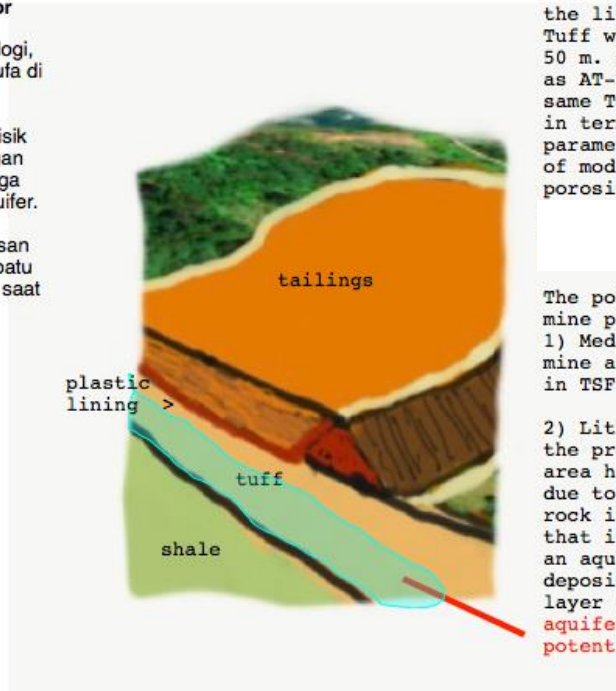 or
logi,
ufa di
isik
gan
ga
uifer.
san
batu
saat
tailings
plastic
lining >
tuff
shale
the li
Tuff w
50 m.
as AT-
same T
in ter
parame
of mod
porosi
The po
mine p
1) Med
mine a
in TSF
2) Lit
the pr
area h
due to
rock i
that i
an aqu
deposi
layer
aquife
potent